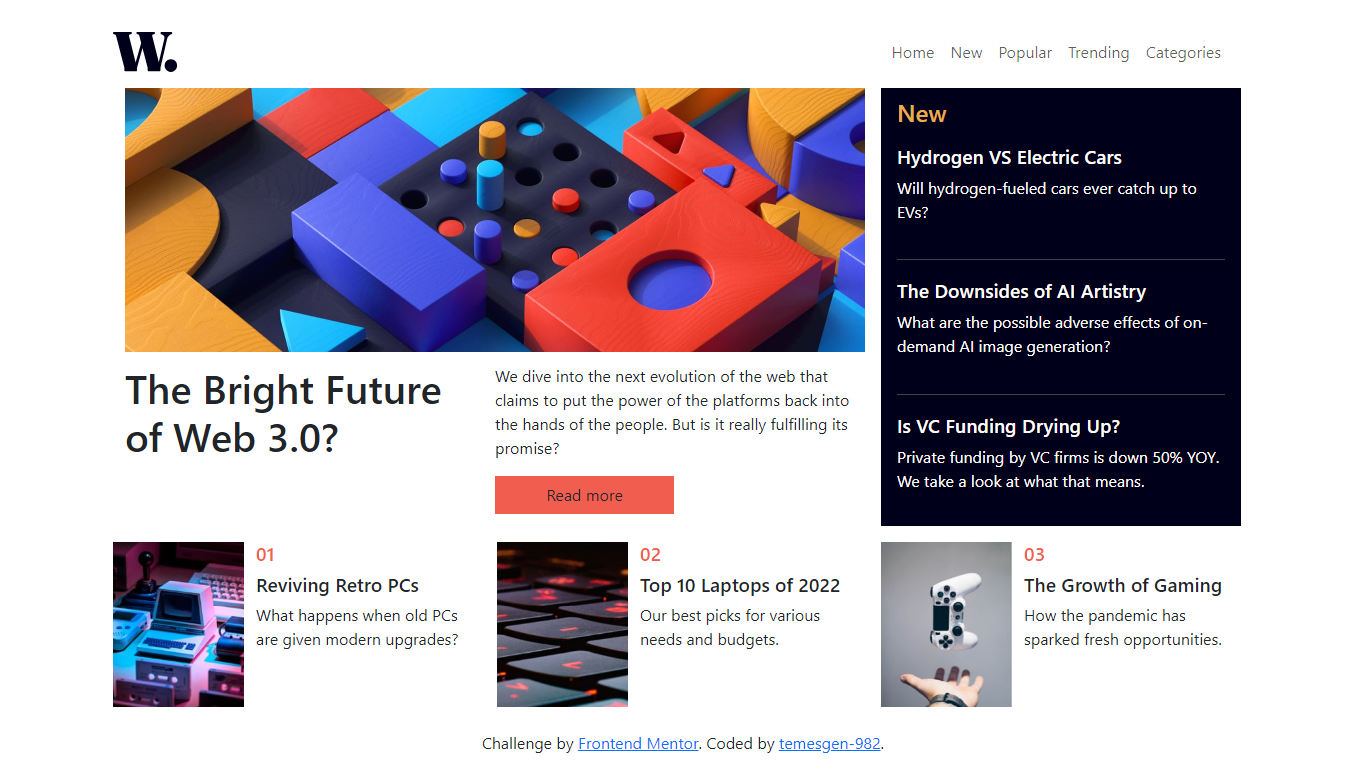 W.
Home New Popular Trending Categories
New
Hydrogen VS Electric Cars
Will hydrogen-fueled cars ever catch up to
EVs?
The Downsides of AI Artistry
What are the possible adverse effects of on-
demand AI image generation?
Is VC Funding Drying Up?
Private funding by VC firms is down 50% YOY.
We take a look at what that means.
The Bright Future
of Web 3.0?
We dive into the next evolution of the web that
claims to put the power of the platforms back into
the hands of the people. But is it really fulfilling its
promise?
Read more
01
Reviving Retro PCs
What happens when old PCs
are given modern upgrades?
02
Top 10 Laptops of 2022
Our best picks for various
needs and budgets.
03
The Growth of Gaming
How the pandemic has
sparked fresh opportunities.
Challenge by Frontend Mentor. Coded by temesgen-982.